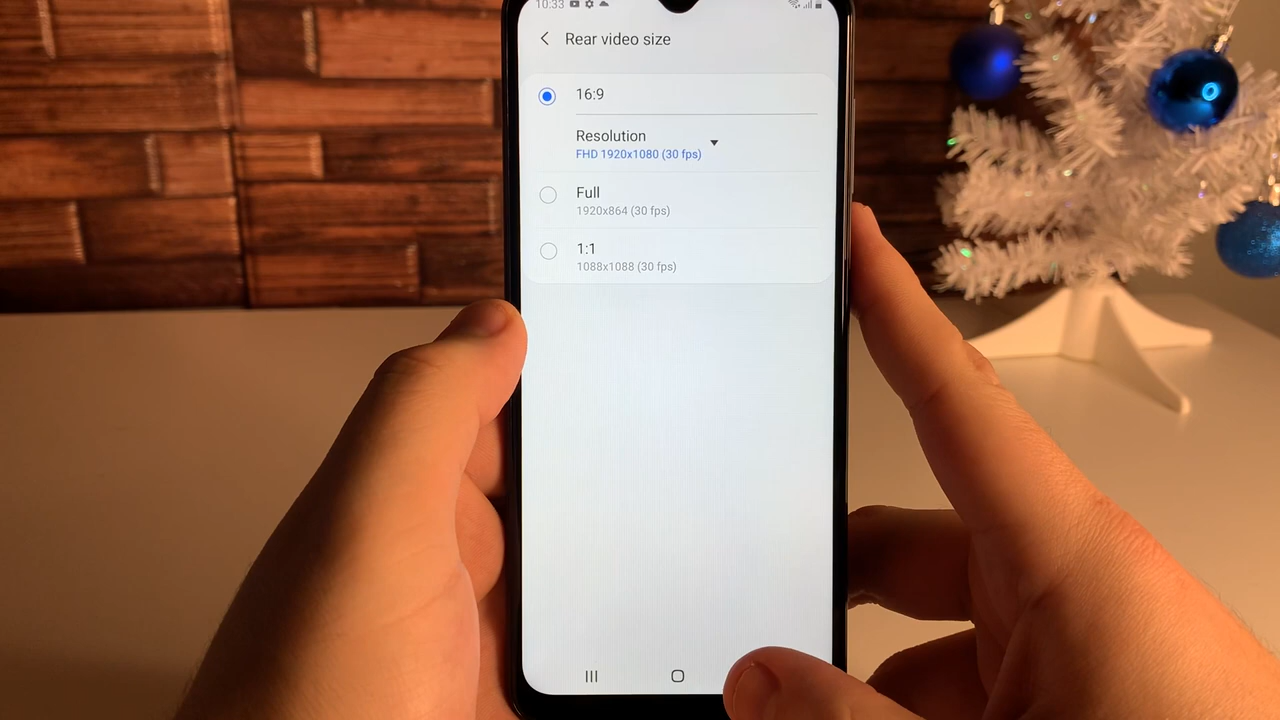 10:33
Rear video size
16:9
Resolution
FHD 1920x1080 (30 fps)
Full
1920x864 (30 fps)
1:1
1088x1088 (30 fps)